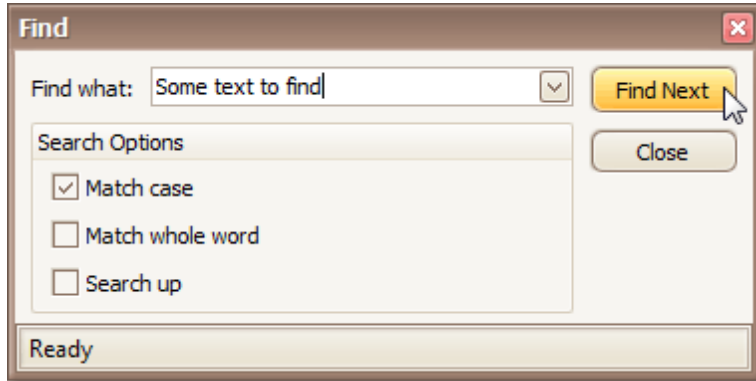 Find
Find what: Some text to find
Find Next
Search Options
Close
Match case
Match whole word
Search up
Ready